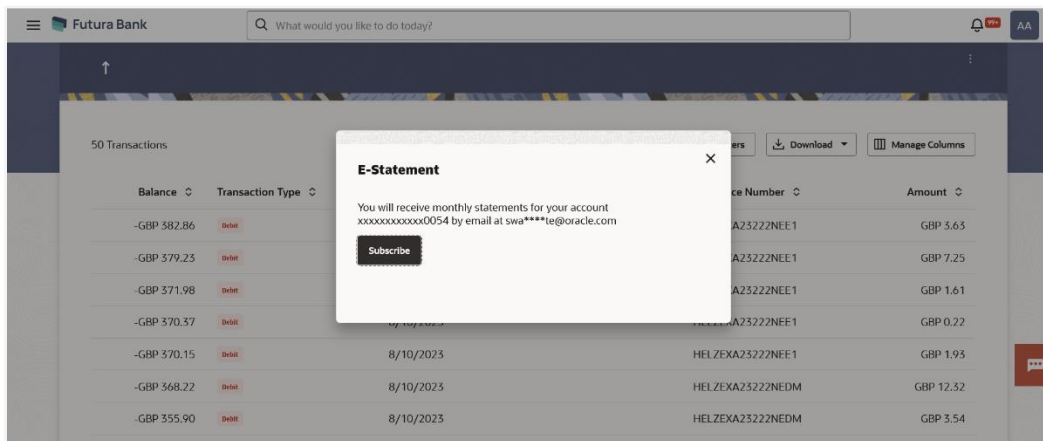 Futura Bank
What would you like to do today?
99+
AA
50 Transactions
Download
Manage Columns
E-Statement
You will receive monthly statements for your account
xxxxxxxxxxxx0054 by email at swa****te@oracle.com
Subscribe
Balance Transaction Type Number Amount
-GBP 382.86 Debit GBP 3.63
-GBP 379.23 Debit GBP 7.25
-GBP 371.98 Debit GBP 1.61
-GBP 370.37 Debit GBP 0.22
-GBP 370.15 Debit 8/10/2023 HELZEXA23222NEE1 GBP 1.93
-GBP 368.22 Debit 8/10/2023 HELZEXA23222NEDM GBP 12.32
-GBP 355.90 Debit 8/10/2023 HELZEXA23222NEDM GBP 3.54